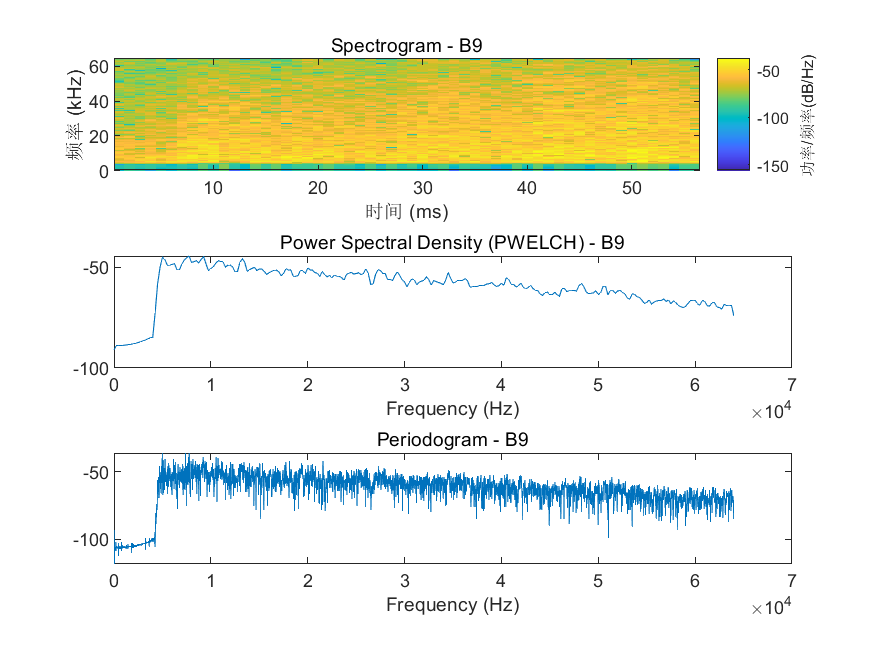 Spectrogram - B9
60
40
20
0
频率 (kHz)
10 20 30 40 50
时间 (ms)
-50
-100
-150
功率/频率(dB/Hz)
Power Spectral Density (PWELCH) - B9
-50
-100
0 1 2 3 4 5 6 7
Frequency (Hz)
×10^4
Periodogram - B9
-50
-100
0 1 2 3 4 5 6 7
Frequency (Hz)
×10^4